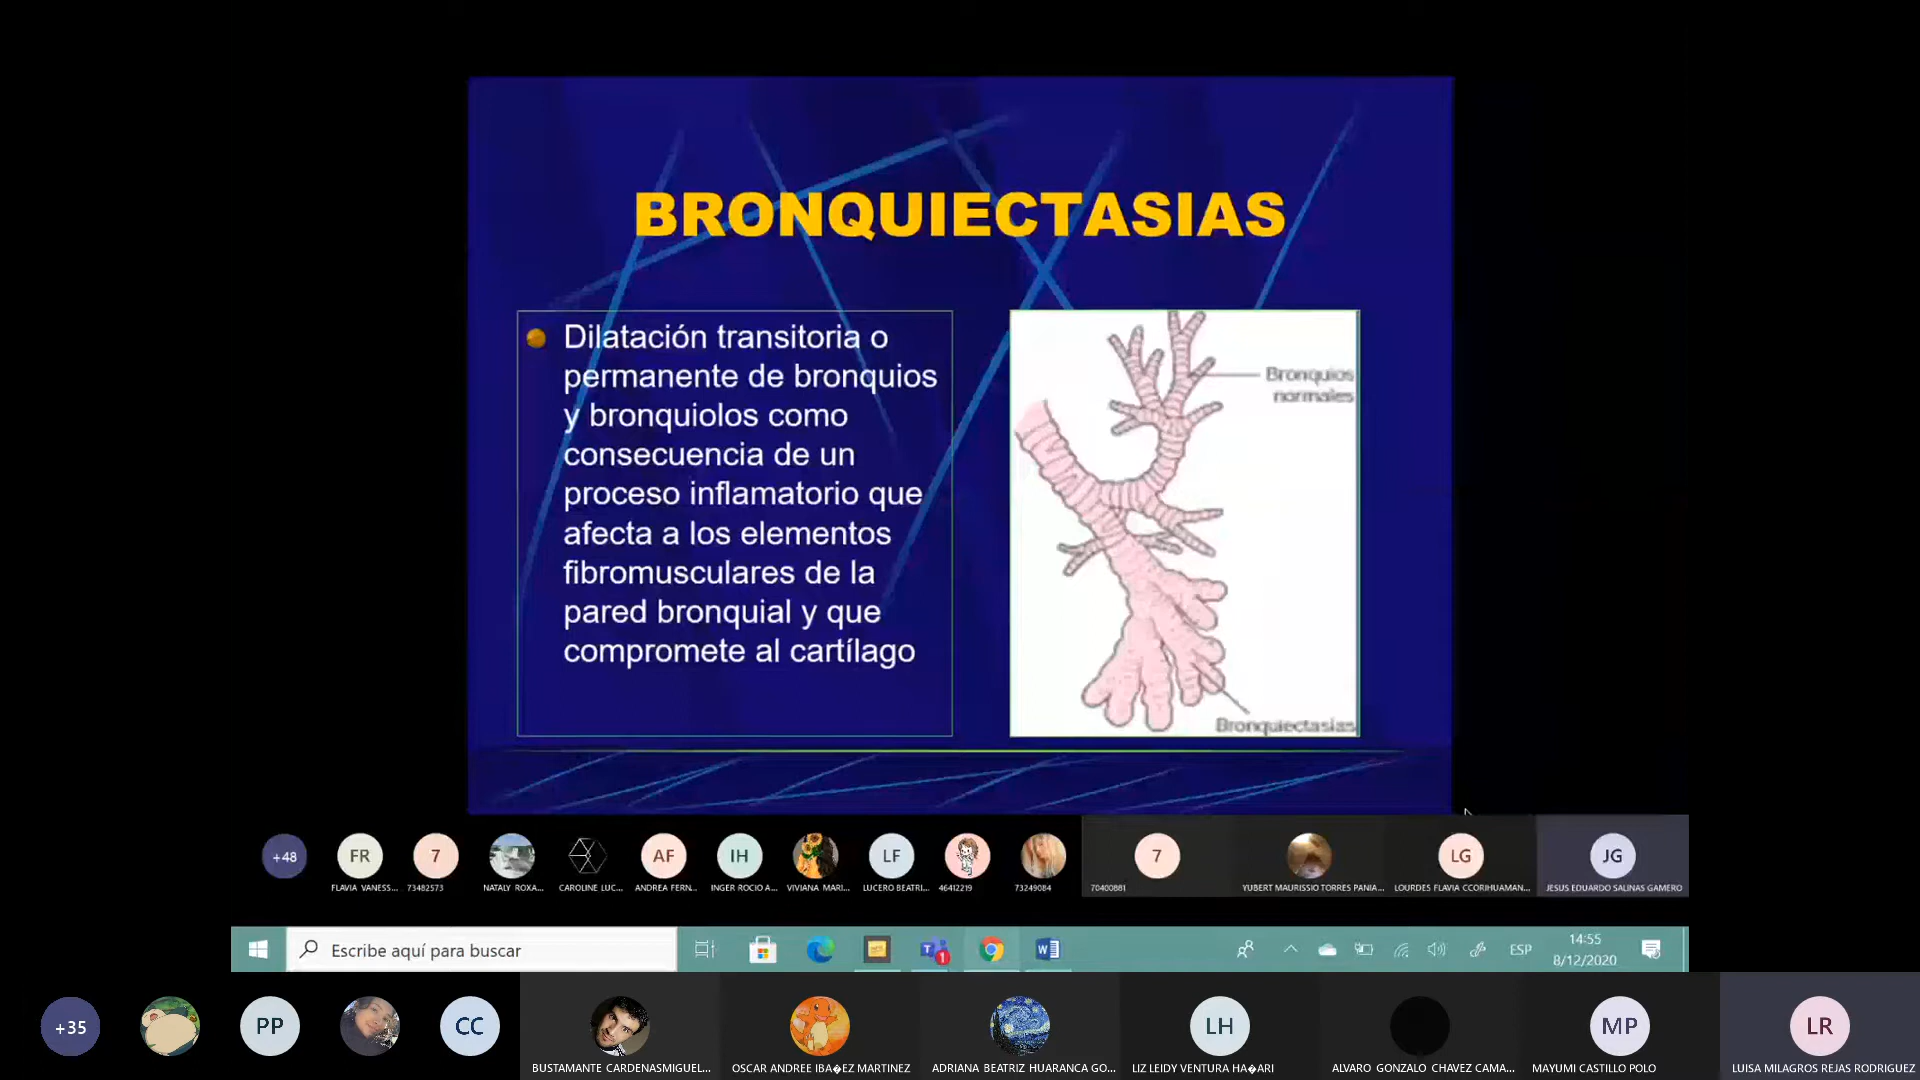 BRONQUIECTASIAS
Dilatación transitoria o
permanente de bronquios
y bronquiolos como
consecuencia de un
proceso inflamatorio que
afecta a los elementos
fibromusculares de la
pared bronquial y que
compromete al cartílago
Bronquios
normales
Bronquiectasias
+48
FR
7
AF
IH
LF
7
LG
JG
FLAVIA VANESS...
73482573
NATALY ROXA...
CAROLINE LUC...
ANDREA FERN...
INGER ROCIO A...
VIVIANA MARI...
LUCERO BEATRI...
46412219
73249084
70400881
YUBERT MAURISSIO TORRES PANIA...
LOURDES FLAVIA CCORIHUAMAN...
JESUS EDUARDO SALINAS GAMERO
Escribe aquí para buscar
1
ESP
14:55
8/12/2020
+35
PP
CC
LH
MP
LR
BUSTAMANTE CARDENASMIGUEL...
OSCAR ANDREE IBA�EZ MARTINEZ
ADRIANA BEATRIZ HUARANCA GO...
LIZ LEIDY VENTURA HA�ARI
ALVARO GONZALO CHAVEZ CAMA...
MAYUMI CASTILLO POLO
LUISA MILAGROS REJAS RODRIGUEZ